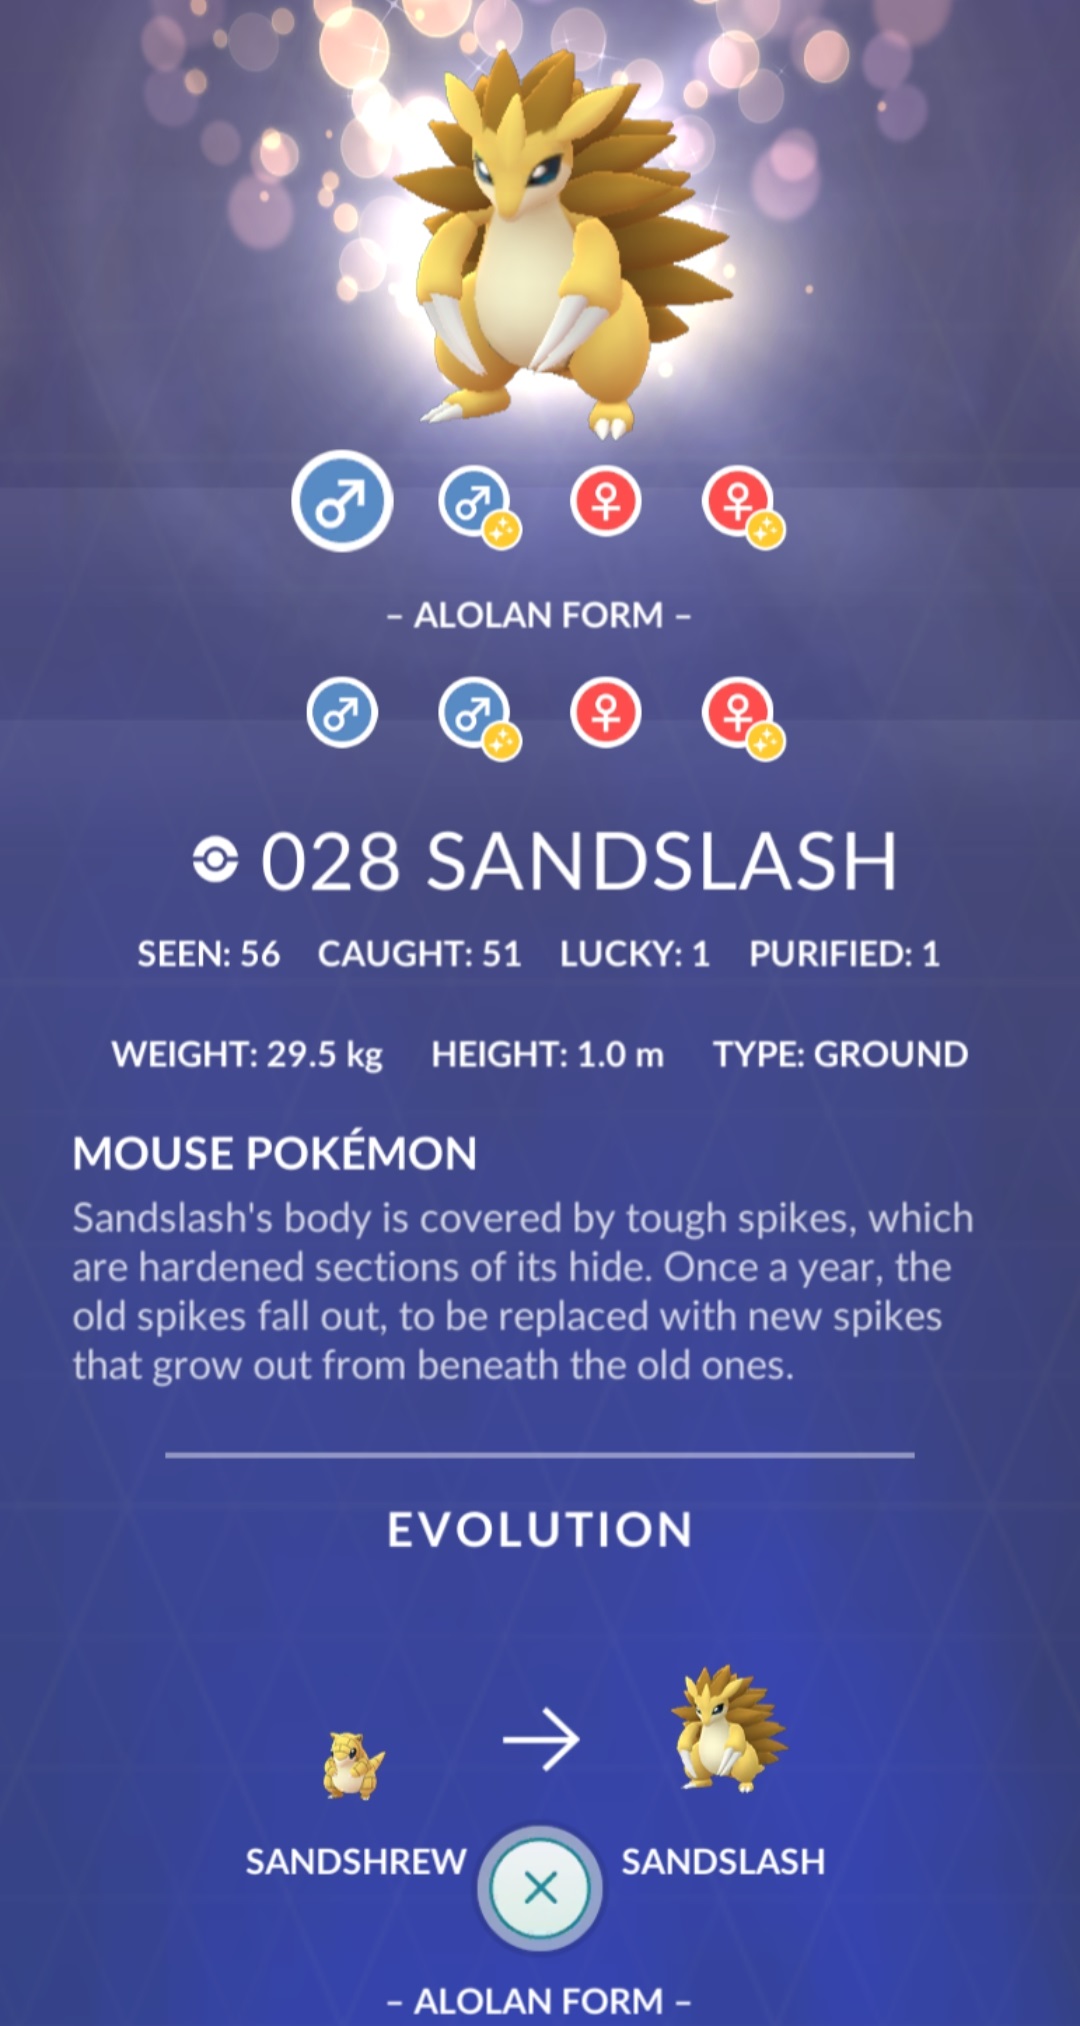 – ALOLAN FORM –
028 SANDSLASH
SEEN: 56 CAUGHT: 51 LUCKY: 1 PURIFIED: 1
WEIGHT: 29.5 kg HEIGHT: 1.0 m TYPE: GROUND
MOUSE POKÉMON
Sandslash's body is covered by tough spikes, which
are hardened sections of its hide. Once a year, the
old spikes fall out, to be replaced with new spikes
that grow out from beneath the old ones.
EVOLUTION
SANDSHREW SANDSLASH
– ALOLAN FORM –